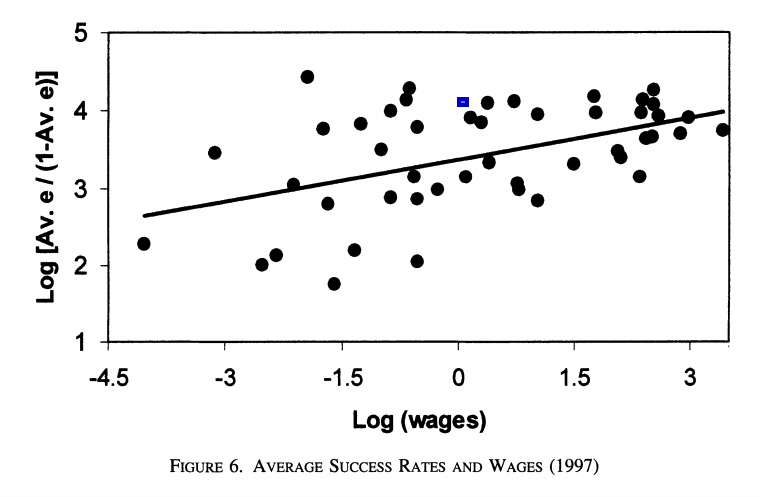 5
4
3
2
1
Log [Av. e / (1-Av. e)]
-4.5 -3 -1.5 0 1.5 3
Log (wages)
FIGURE 6. AVERAGE SUCCESS RATES AND WAGES (1997)